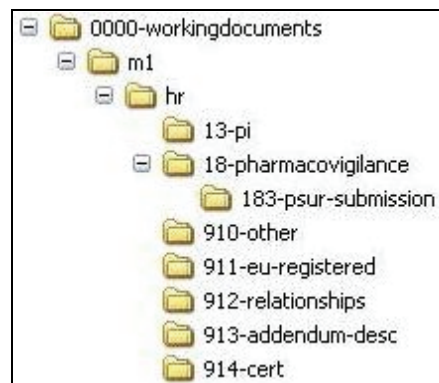 0000-workingdocuments
m1
hr
13-pi
18-pharmacovigilance
183-psur-submission
910-other
911-eu-registered
912-relationships
913-addendum-desc
914-cert